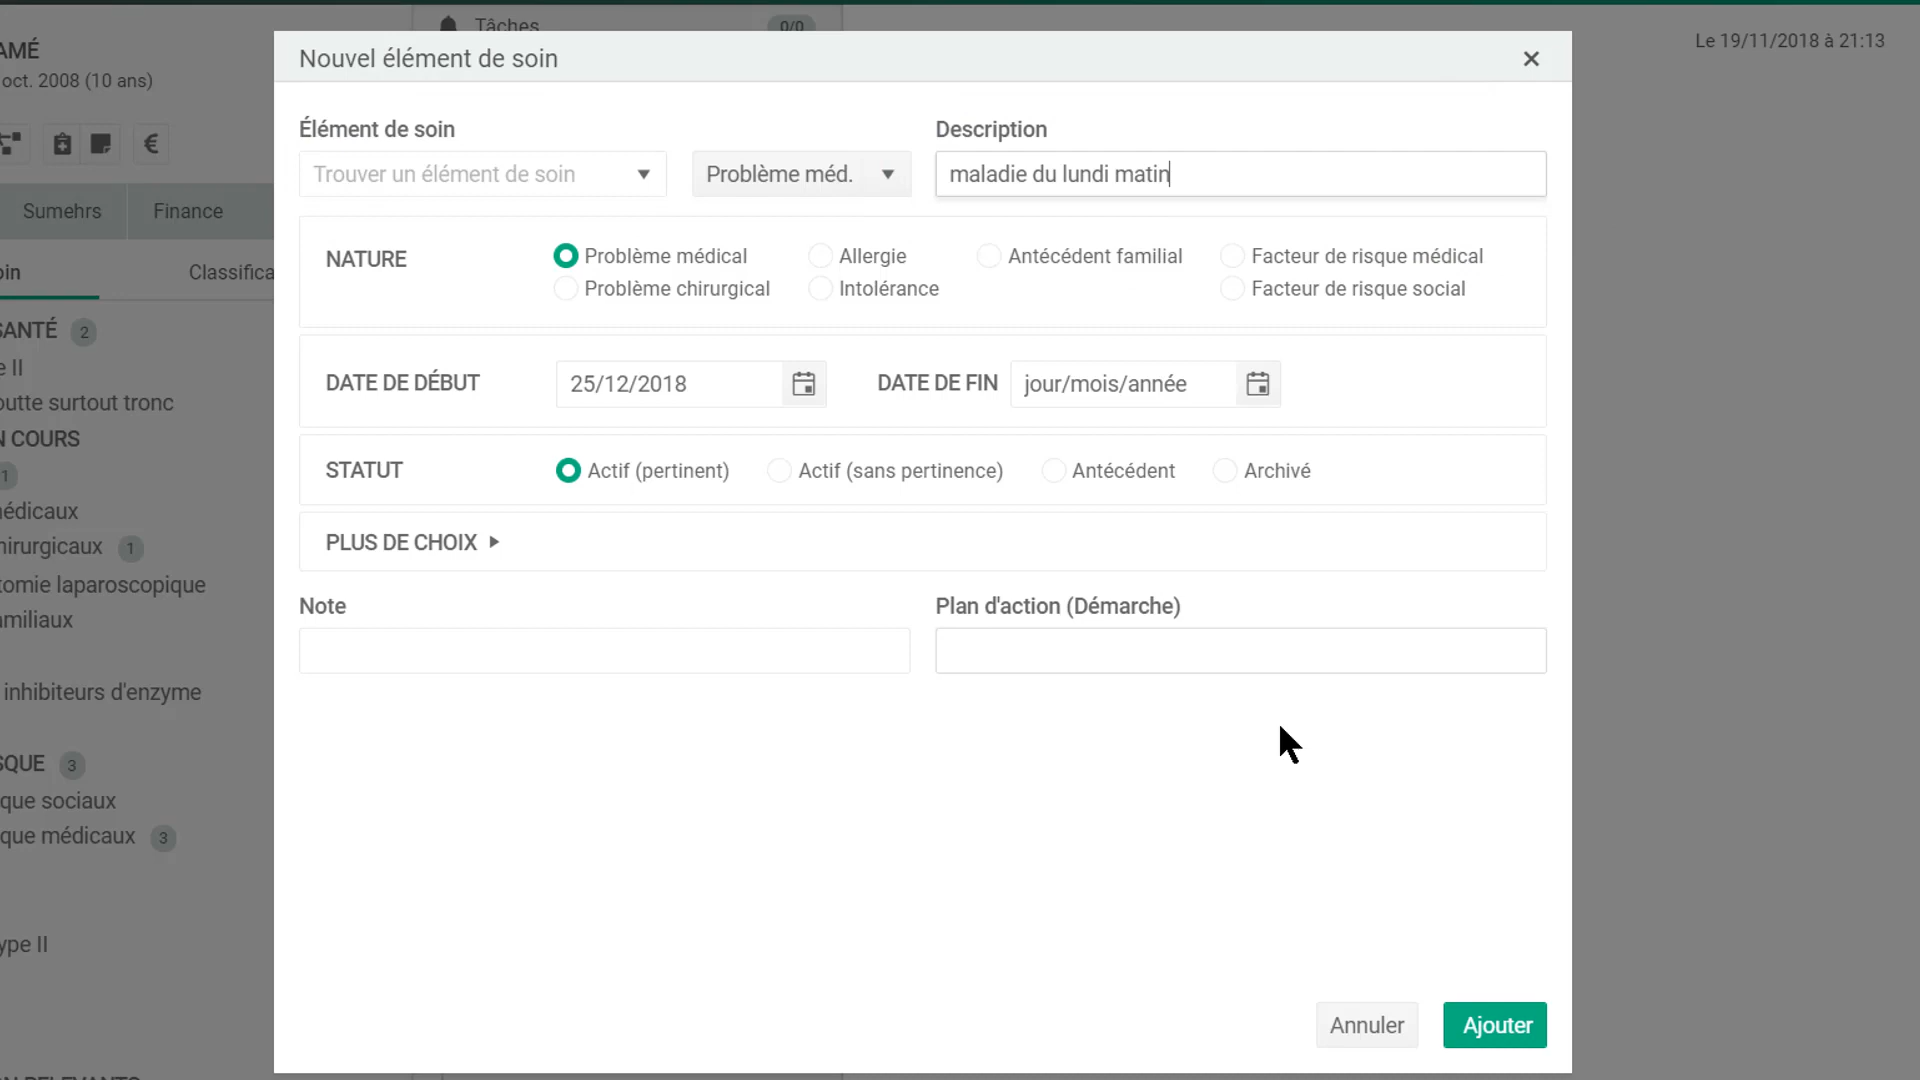 Tâches 0/0
AMÉ
Le 19/11/2018 à 21:13
oct. 2008 (10 ans)
€
Sumehrs Finance
oin Classifica
SANTÉ 2
e II
outte surtout tronc
N COURS
1
nédicaux
hirurgicaux 1
tomie laparoscopique
amiliaux
inhibiteurs d'enzyme
SQUE 3
que sociaux
que médicaux 3
ype II
Nouvel élément de soin
Élément de soin Description
Trouver un élément de soin Problème méd. maladie du lundi matin
NATURE Problème médical Allergie Antécédent familial Facteur de risque médical
Problème chirurgical Intolérance Facteur de risque social
DATE DE DÉBUT 25/12/2018 DATE DE FIN jour/mois/année
STATUT Actif (pertinent) Actif (sans pertinence) Antécédent Archivé
PLUS DE CHOIX
Note Plan d'action (Démarche)
Annuler Ajouter